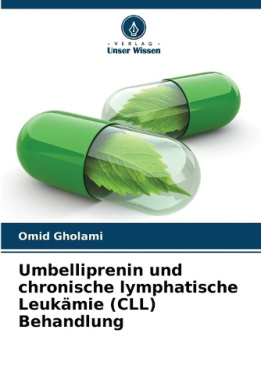 VERLAG
Unser Wissen
Omid Gholami
Umbelliprenin und
chronische lymphatische
Leukämie (CLL)
Behandlung